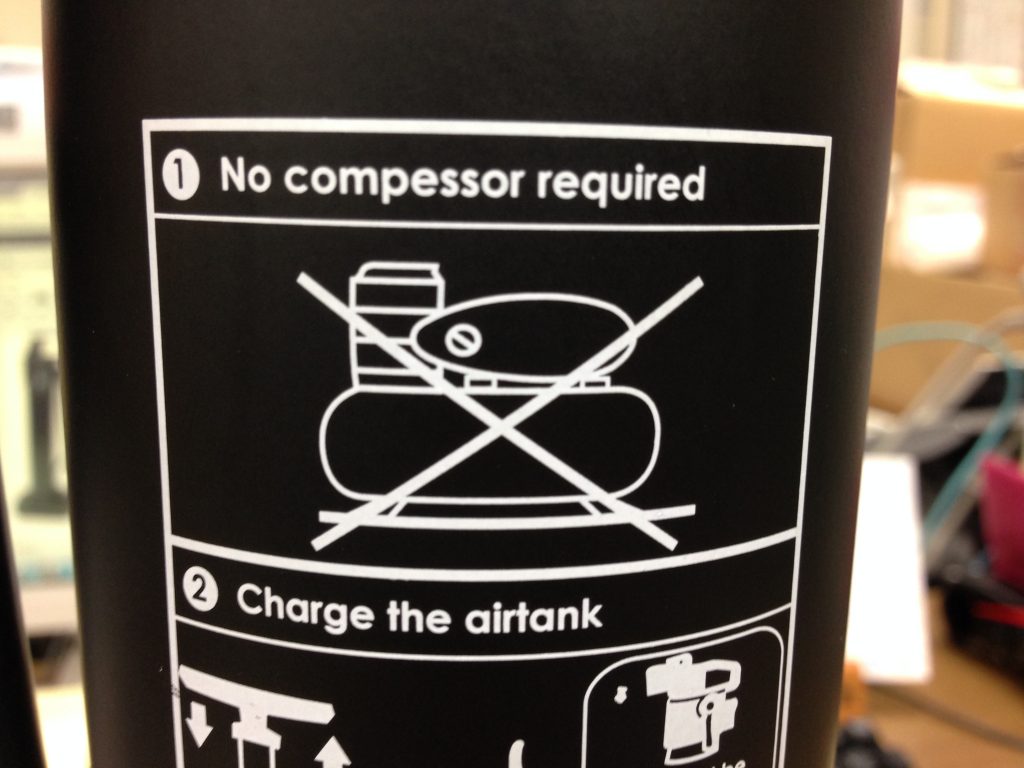 1 No compessor required
2 Charge the airtank